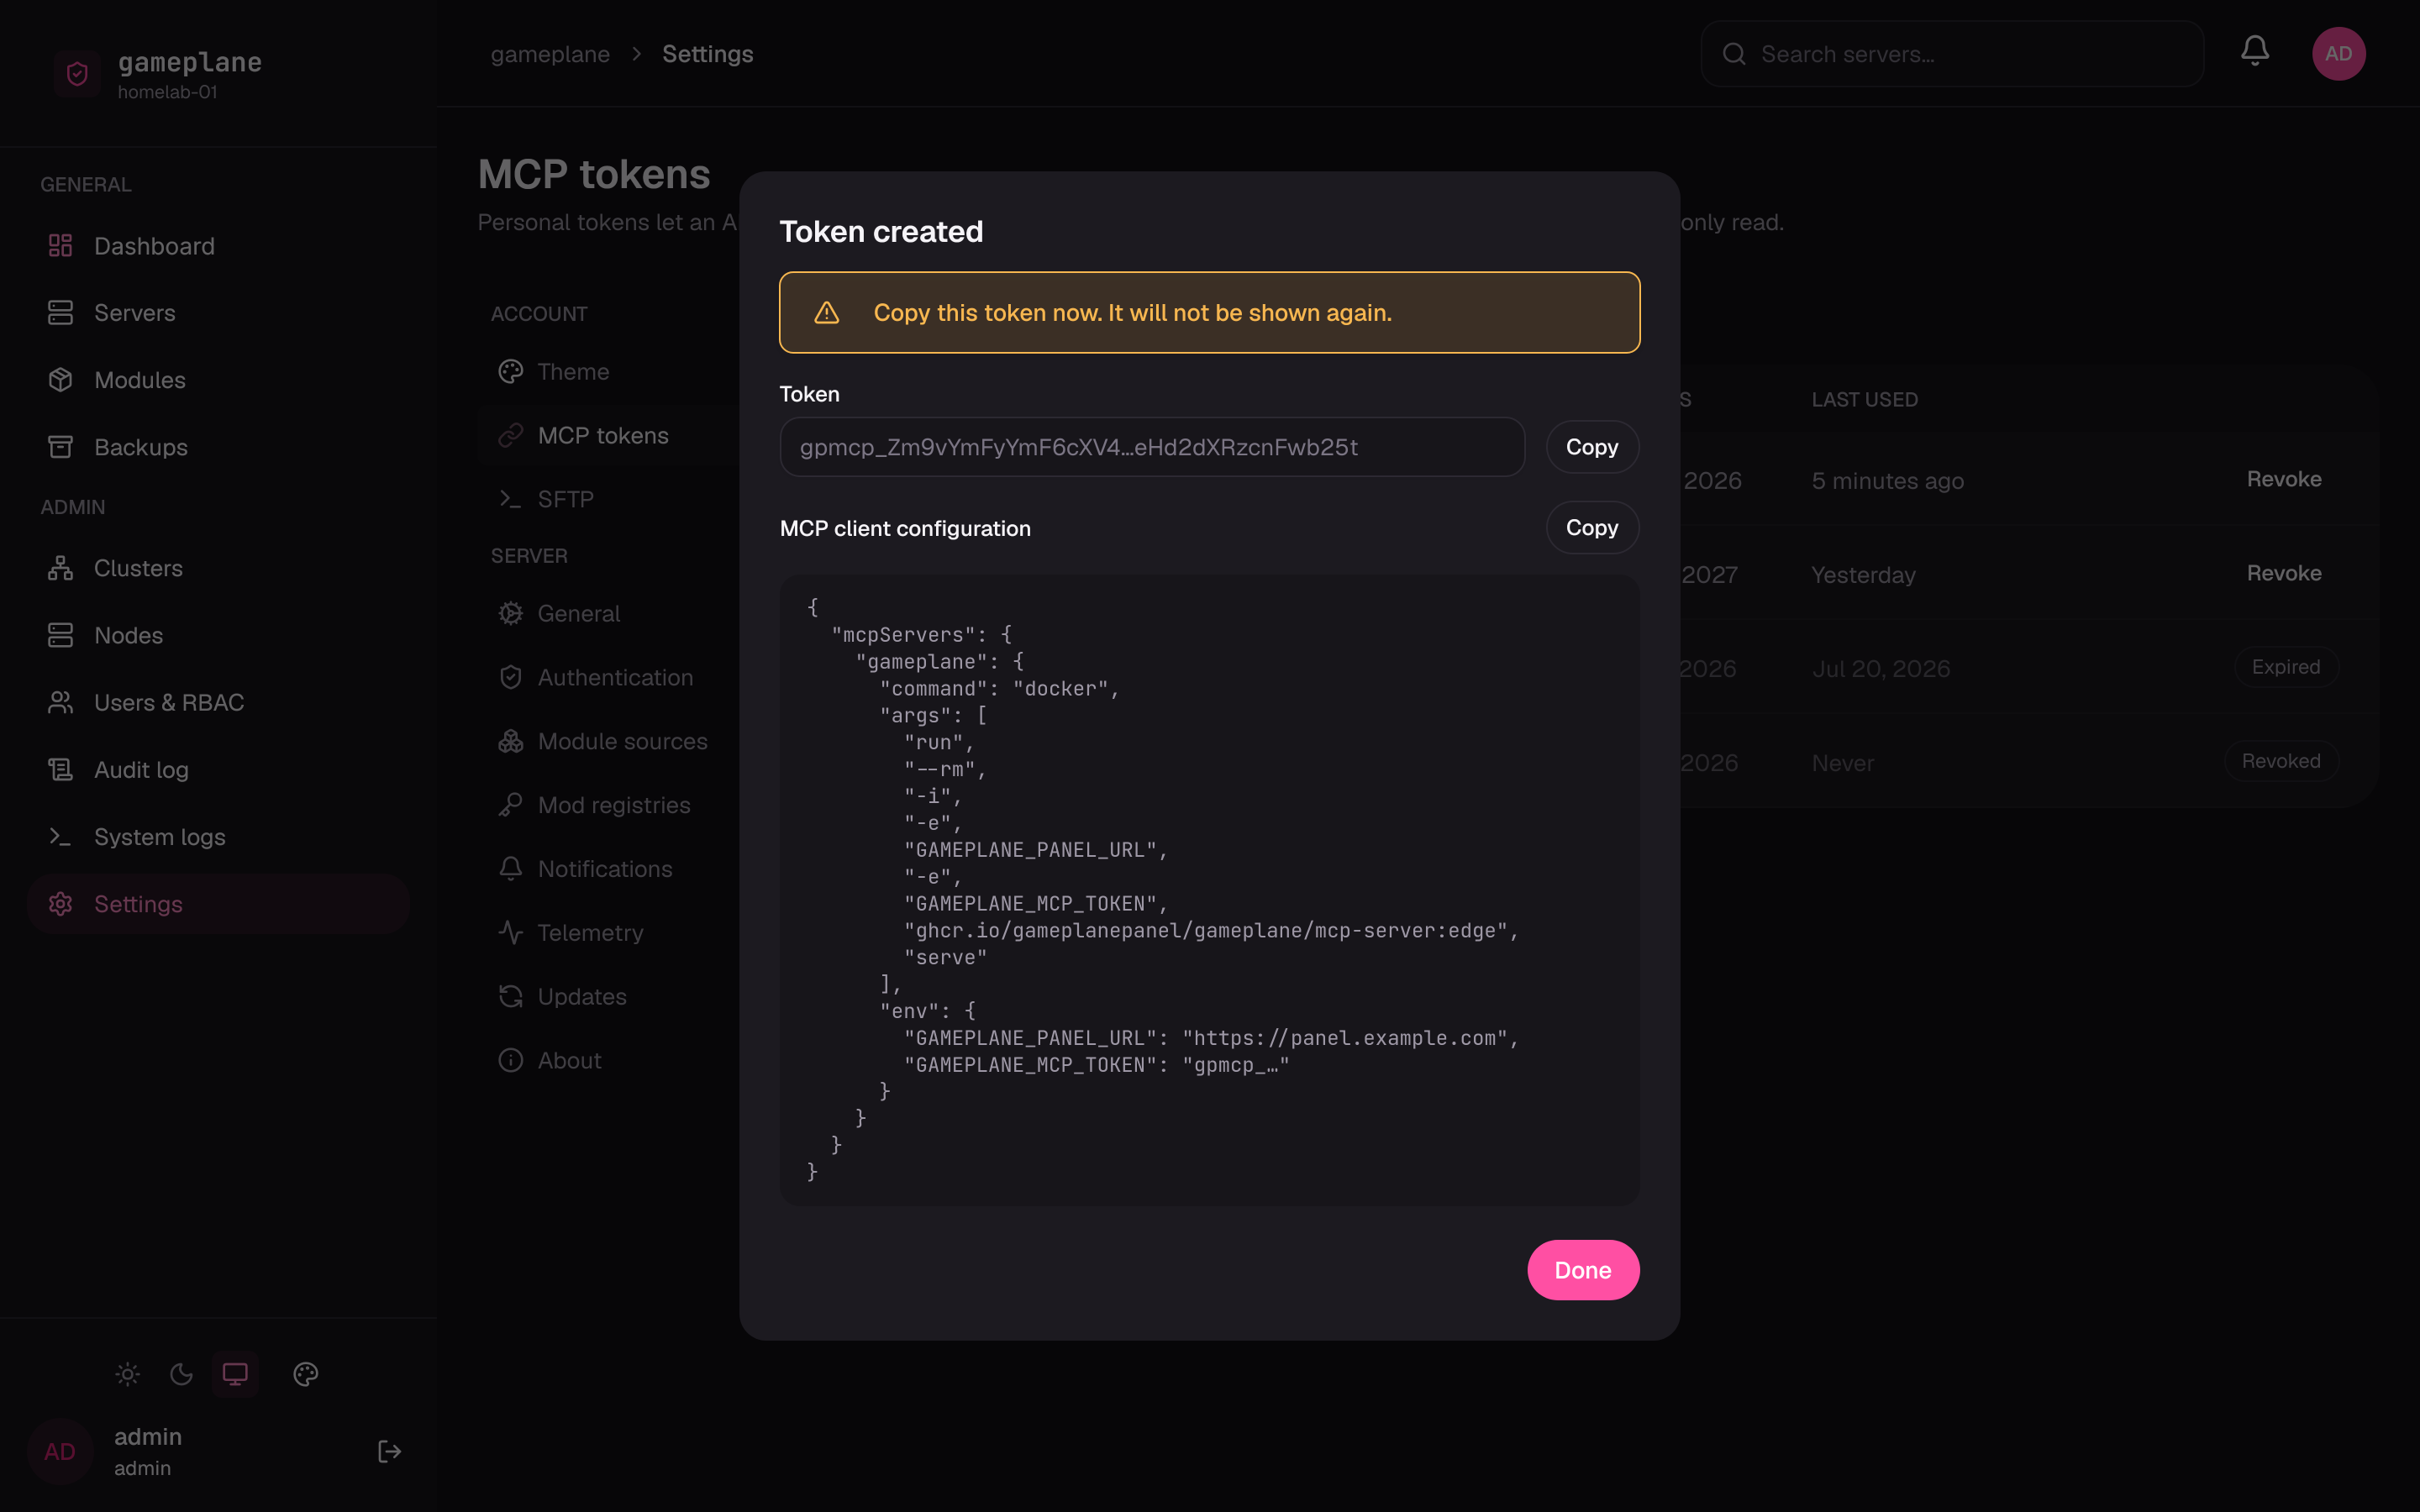 gameplane
homelab-01
GENERAL
Dashboard
Servers
Modules
Backups
ADMIN
Clusters
Nodes
Users & RBAC
Audit log
System logs
Settings
AD
admin
admin
gameplane > Settings
Search servers...
AD
MCP tokens
Personal tokens let an A
only read.
ACCOUNT
Theme
MCP tokens
SFTP
SERVER
General
Authentication
Module sources
Mod registries
Notifications
Telemetry
Updates
About
S LAST USED
2026 5 minutes ago Revoke
2027 Yesterday Revoke
2026 Jul 20, 2026 Expired
2026 Never Revoked
Token created
Copy this token now. It will not be shown again.
Token
gpmcp_Zm9vYmFyYmF6cXV4…eHd2dXRzcnFwb25t Copy
MCP client configuration Copy
{
  "mcpServers": {
    "gameplane": {
      "command": "docker",
      "args": [
        "run",
        "--rm",
        "-i",
        "-e",
        "GAMEPLANE_PANEL_URL",
        "-e",
        "GAMEPLANE_MCP_TOKEN",
        "ghcr.io/gameplanepanel/gameplane/mcp-server:edge",
        "serve"
      ],
      "env": {
        "GAMEPLANE_PANEL_URL": "https://panel.example.com",
        "GAMEPLANE_MCP_TOKEN": "gpmcp_…"
      }
    }
  }
}
Done